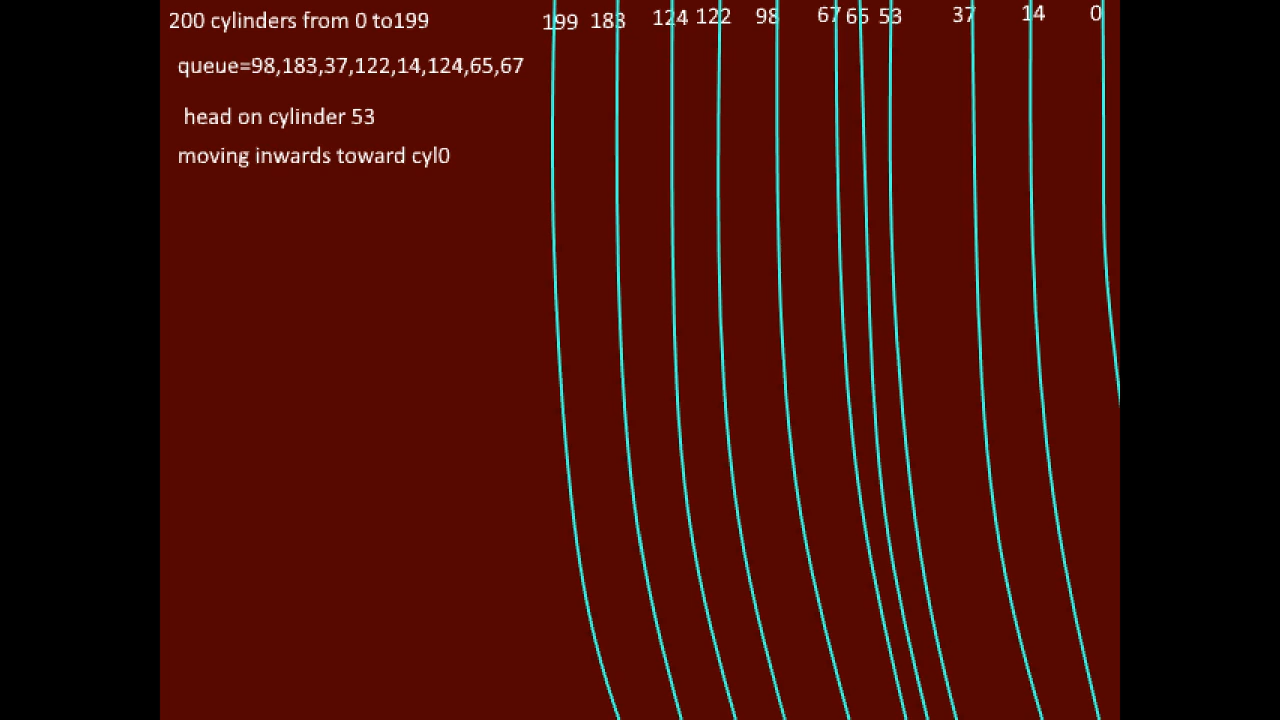 200 cylinders from 0 to199
199 183 124 122 98 67 65 53 37 14 0
queue=98,183,37,122,14,124,65,67
head on cylinder 53
moving inwards toward cyl0